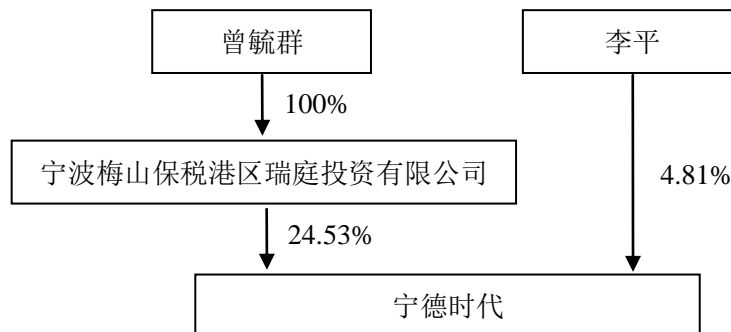 曾毓群
李平
100%
宁波梅山保税港区瑞庭投资有限公司
4.81%
24.53%
宁德时代